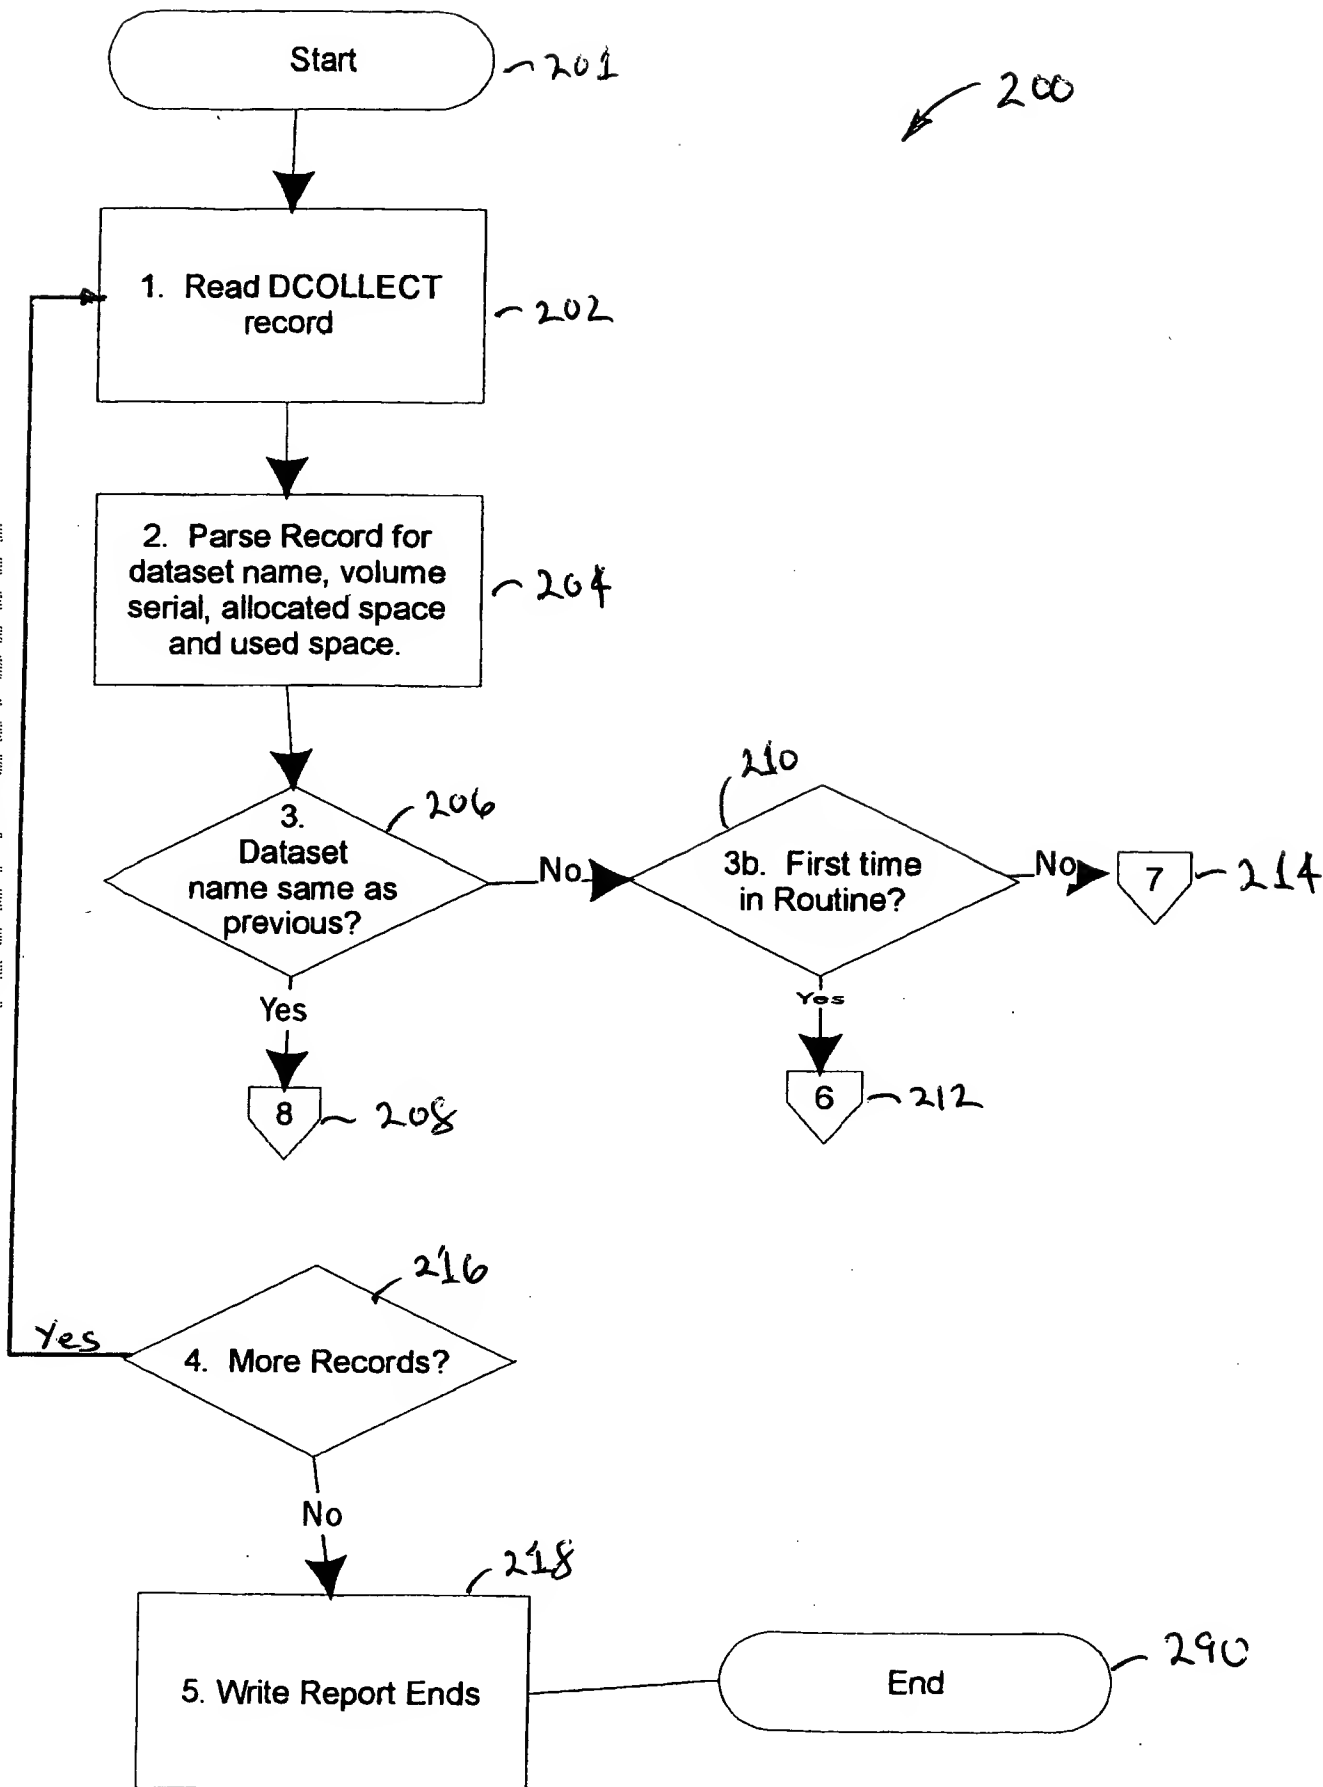 Start
201
200
1. Read DCOLLECT
record
202
2. Parse Record for
dataset name, volume
serial, allocated space
and used space.
204
210
206
3.
Dataset
name same as
previous?
No
3b. First time
in Routine?
No
7
214
Yes
Yes
8
208
6
212
216
Yes
4. More Records?
No
218
5. Write Report Ends
End
290